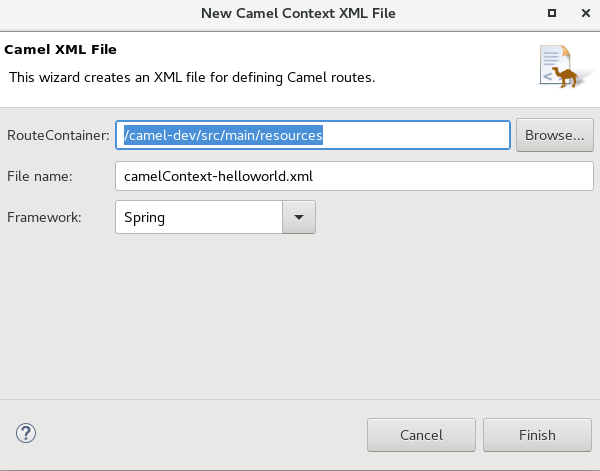 New Camel Context XML File
Camel XML File
This wizard creates an XML file for defining Camel routes.
RouteContainer: /camel-dev/src/main/resources Browse...
File name: camelContext-helloworld.xml
Framework: Spring
? Cancel Finish